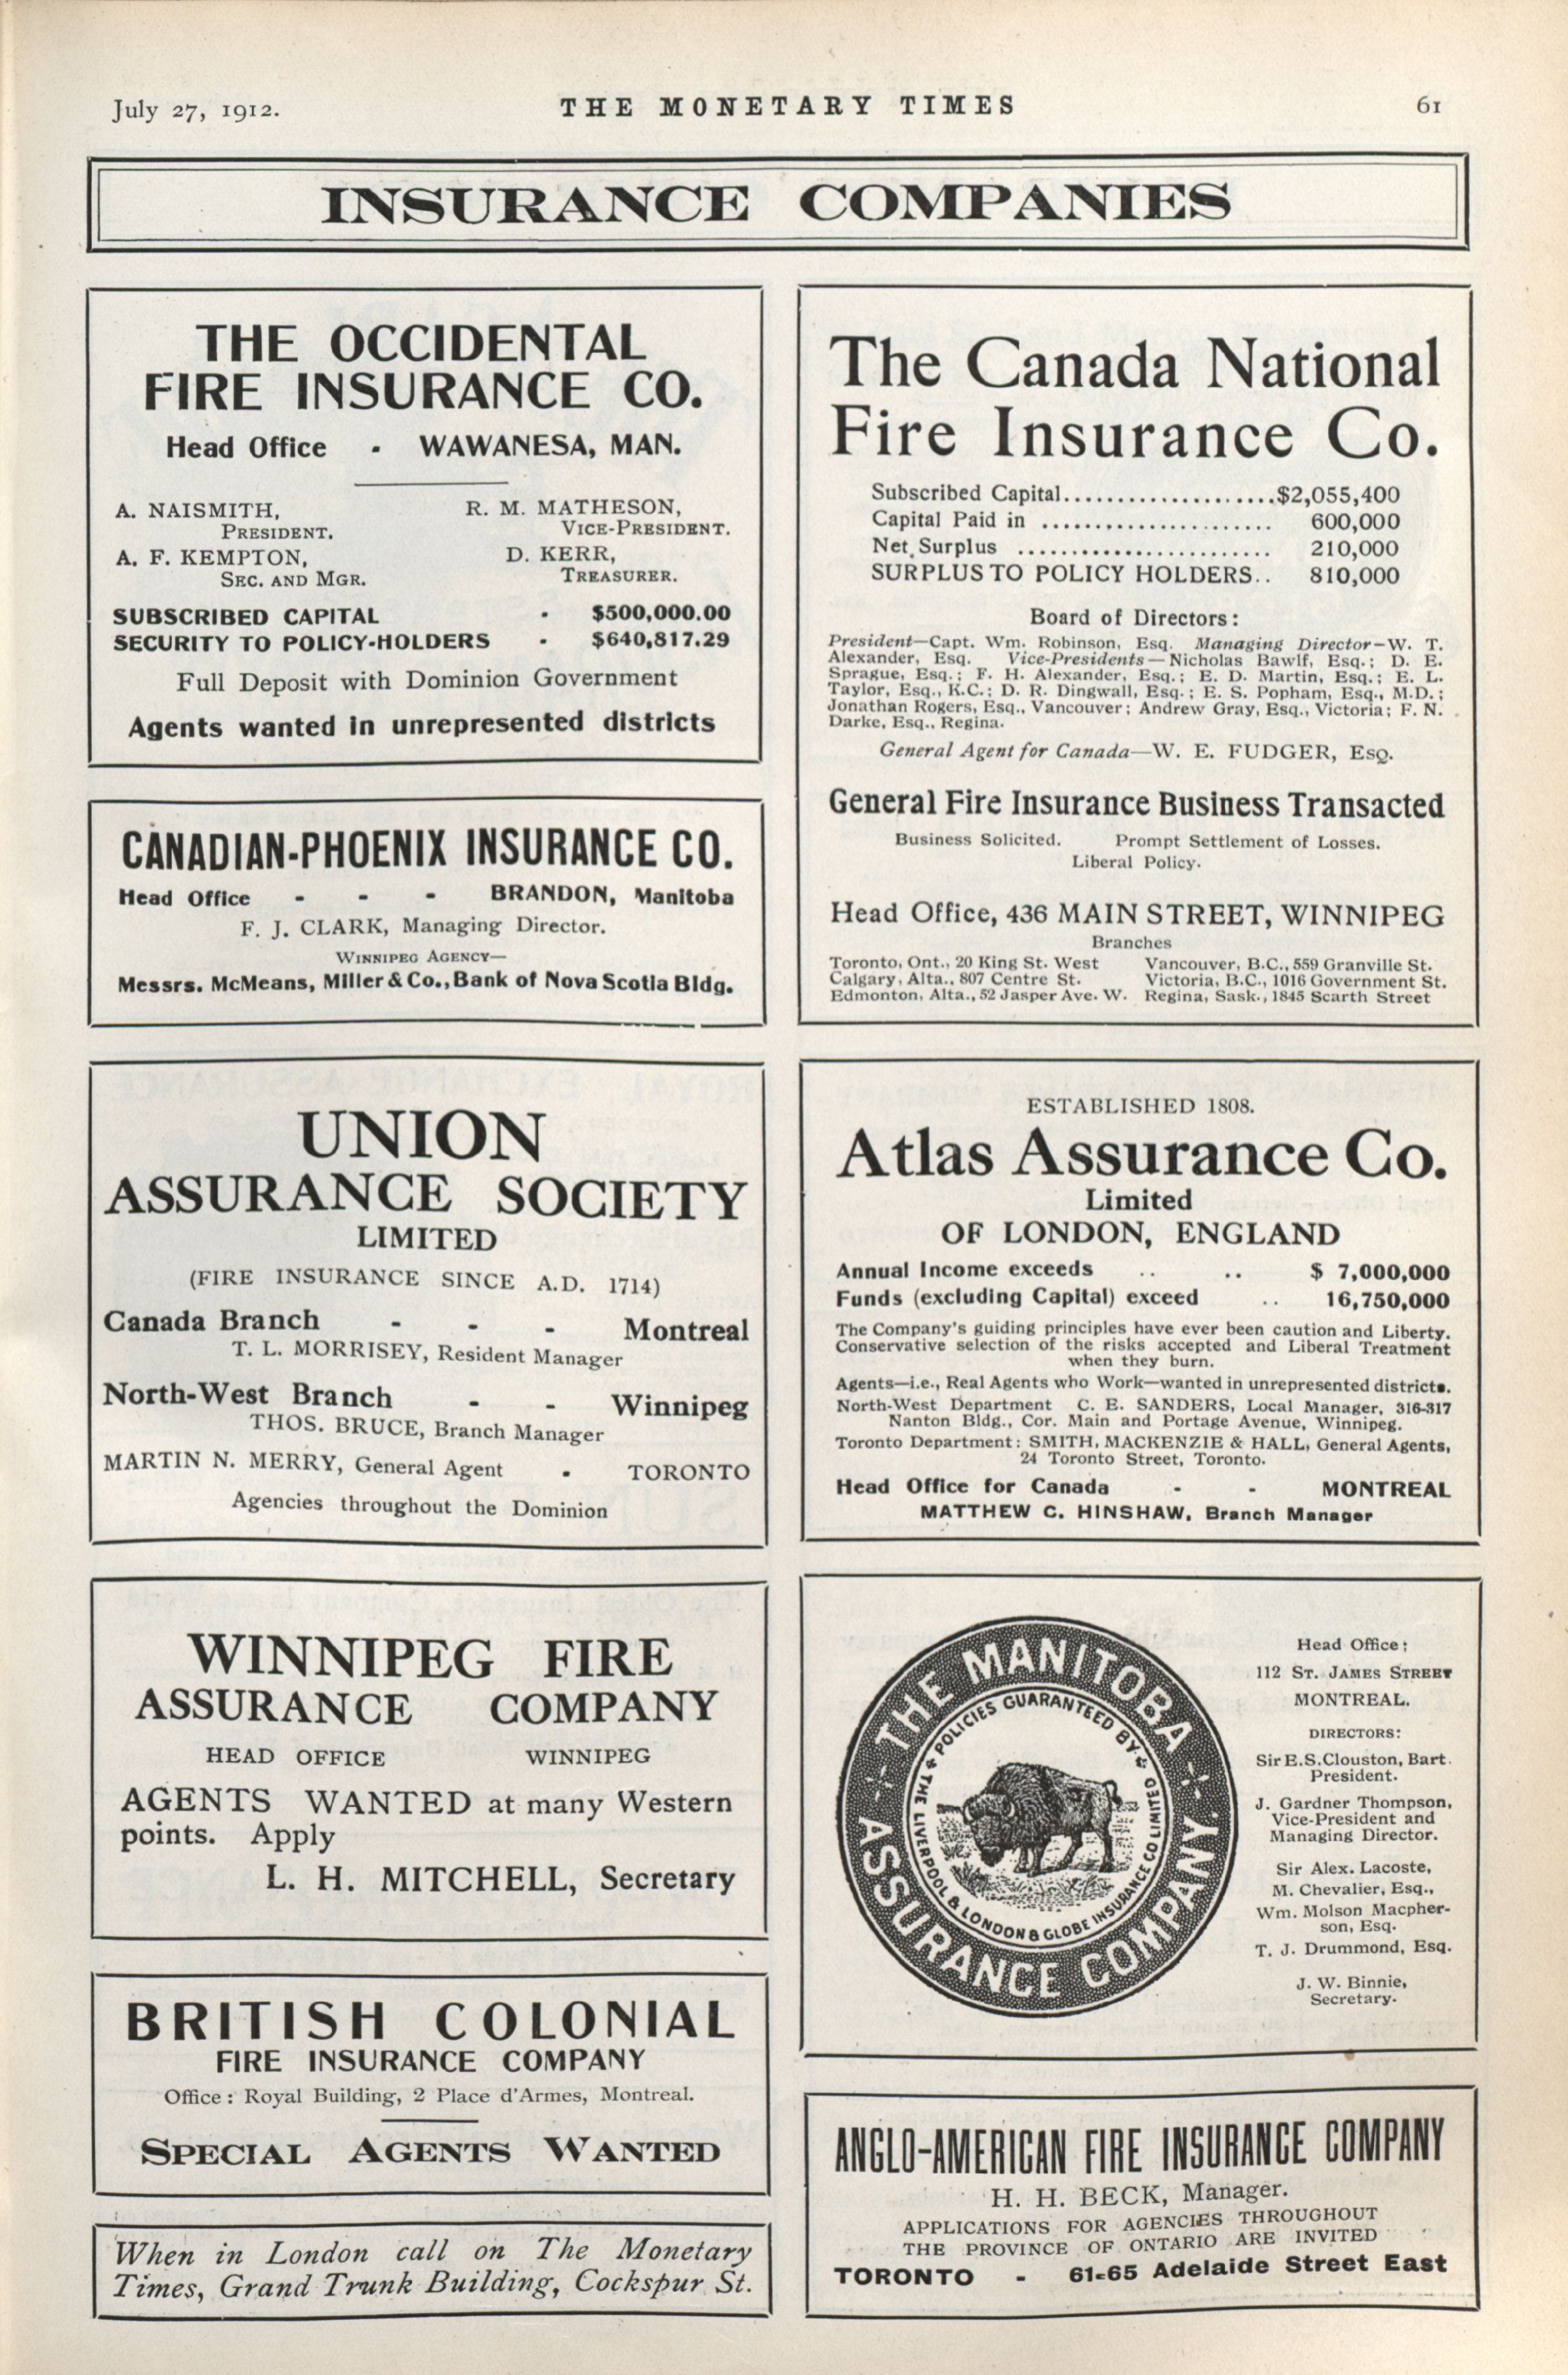 July 27, 1912.
THE MONETARY TIMES
61
INSURANCE COMPANIES
THE OCCIDENTAL
FIRE INSURANCE CO.
Head Office - WAWANESA, MAN.
A. NAISMITH,
PRESIDENT.
R. M. MATHESON,
VICE-PRESIDENT.
A. F. KEMPTON,
SEC. AND MGR.
D. KERR,
TREASURER.
SUBSCRIBED CAPITAL - $500,000.00
SECURITY TO POLICY-HOLDERS - $640,817.29
Full Deposit with Dominion Government
Agents wanted in unrepresented districts
CANADIAN-PHOENIX INSURANCE CO.
Head Office - - - BRANDON, Manitoba
F. J. CLARK, Managing Director.
WINNIPEG AGENCY—
Messrs. McMeans, Miller & Co., Bank of Nova Scotia Bldg.
UNION
ASSURANCE SOCIETY
LIMITED
(FIRE INSURANCE SINCE A.D. 1714)
Canada Branch - - - Montreal
T. L. MORRISEY, Resident Manager
North-West Branch - - Winnipeg
THOS. BRUCE, Branch Manager
MARTIN N. MERRY, General Agent - TORONTO
Agencies throughout the Dominion
WINNIPEG FIRE
ASSURANCE COMPANY
HEAD OFFICE WINNIPEG
AGENTS WANTED at many Western
points. Apply
L. H. MITCHELL, Secretary
BRITISH COLONIAL
FIRE INSURANCE COMPANY
Office: Royal Building, 2 Place d'Armes, Montreal.
SPECIAL AGENTS WANTED
When in London call on The Monetary
Times, Grand Trunk Building, Cockspur St.
The Canada National
Fire Insurance Co.
Subscribed Capital....................$2,055,400
Capital Paid in ...................... 600,000
Net Surplus ........................ 210,000
SURPLUS TO POLICY HOLDERS.. 810,000
Board of Directors:
President—Capt. Wm. Robinson, Esq. Managing Director—W. T.
Alexander, Esq. Vice-Presidents—Nicholas Bawlf, Esq.; D. E.
Sprague, Esq.; F. H. Alexander, Esq.; E. D. Martin, Esq.; E. L.
Taylor, Esq., K.C.; D. R. Dingwall, Esq.; E. S. Popham, Esq., M.D.;
Jonathan Rogers, Esq., Vancouver; Andrew Gray, Esq., Victoria; F. N.
Darke, Esq., Regina.
General Agent for Canada—W. E. FUDGER, ESQ.
General Fire Insurance Business Transacted
Business Solicited. Prompt Settlement of Losses.
Liberal Policy.
Head Office, 436 MAIN STREET, WINNIPEG
Branches
Toronto, Ont., 20 King St. West Vancouver, B.C., 559 Granville St.
Calgary, Alta., 807 Centre St. Victoria, B.C., 1016 Government St.
Edmonton, Alta., 52 Jasper Ave. W. Regina, Sask., 1845 Scarth Street
ESTABLISHED 1808.
Atlas Assurance Co.
Limited
OF LONDON, ENGLAND
Annual Income exceeds .. .. $ 7,000,000
Funds (excluding Capital) exceed .. 16,750,000
The Company's guiding principles have ever been caution and Liberty.
Conservative selection of the risks accepted and Liberal Treatment
when they burn.
Agents—i.e., Real Agents who Work—wanted in unrepresented districts.
North-West Department C. E. SANDERS, Local Manager, 316-317
Nanton Bldg., Cor. Main and Portage Avenue, Winnipeg.
Toronto Department: SMITH, MACKENZIE & HALL, General Agents,
24 Toronto Street, Toronto.
Head Office for Canada - - MONTREAL
MATTHEW C. HINSHAW, Branch Manager
THE MANITOBA
ASSURANCE COMPANY
POLICIES GUARANTEED BY
THE LIVERPOOL & LONDON & GLOBE INSURANCE CO LIMITED
Head Office:
112 ST. JAMES STREET
MONTREAL.
DIRECTORS:
Sir E. S. Clouston, Bart.
President.
J. Gardner Thompson,
Vice-President and
Managing Director.
Sir Alex. Lacoste,
M. Chevalier, Esq.,
Wm. Molson Macpher-
son, Esq.
T. J. Drummond, Esq.
J. W. Binnie,
Secretary.
ANGLO-AMERICAN FIRE INSURANCE COMPANY
H. H. BECK, Manager.
APPLICATIONS FOR AGENCIES THROUGHOUT
THE PROVINCE OF ONTARIO ARE INVITED
TORONTO - 61-65 Adelaide Street East